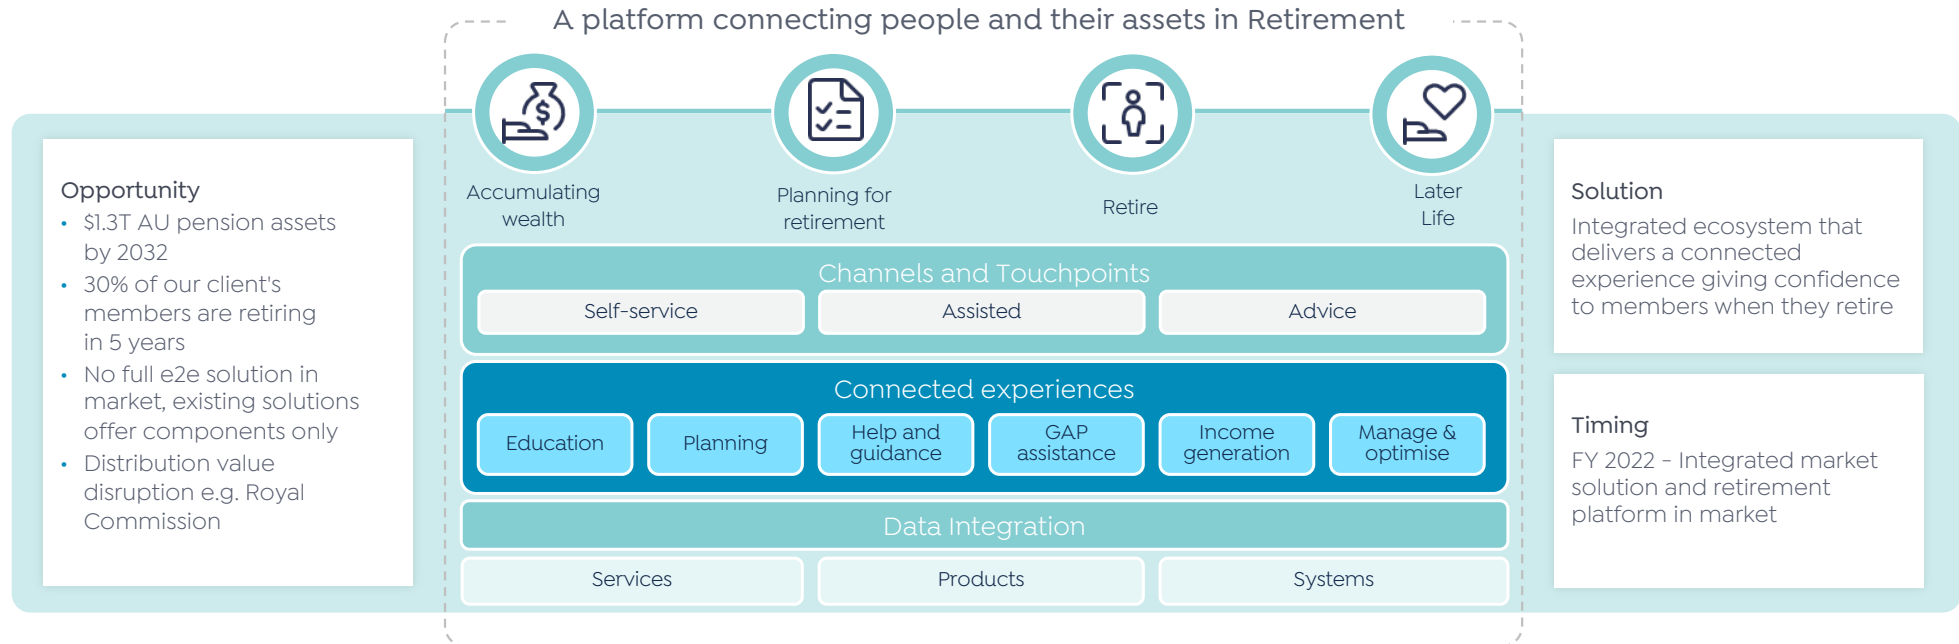 A platform connecting people and their assets in Retirement
Opportunity
• $1.3T AU pension assets
by 2032
• 30% of our client's
members are retiring
in 5 years
• No full e2e solution in
market, existing solutions
offer components only
• Distribution value
disruption e.g. Royal
Commission
Accumulating
wealth
Planning for
retirement
Retire
Later
Life
Channels and Touchpoints
Self-service
Assisted
Advice
Connected experiences
Education
Planning
Help and
guidance
GAP
assistance
Income
generation
Manage &
optimise
Data Integration
Services
Products
Systems
Solution
Integrated ecosystem that
delivers a connected
experience giving confidence
to members when they retire
Timing
FY 2022 - Integrated market
solution and retirement
platform in market